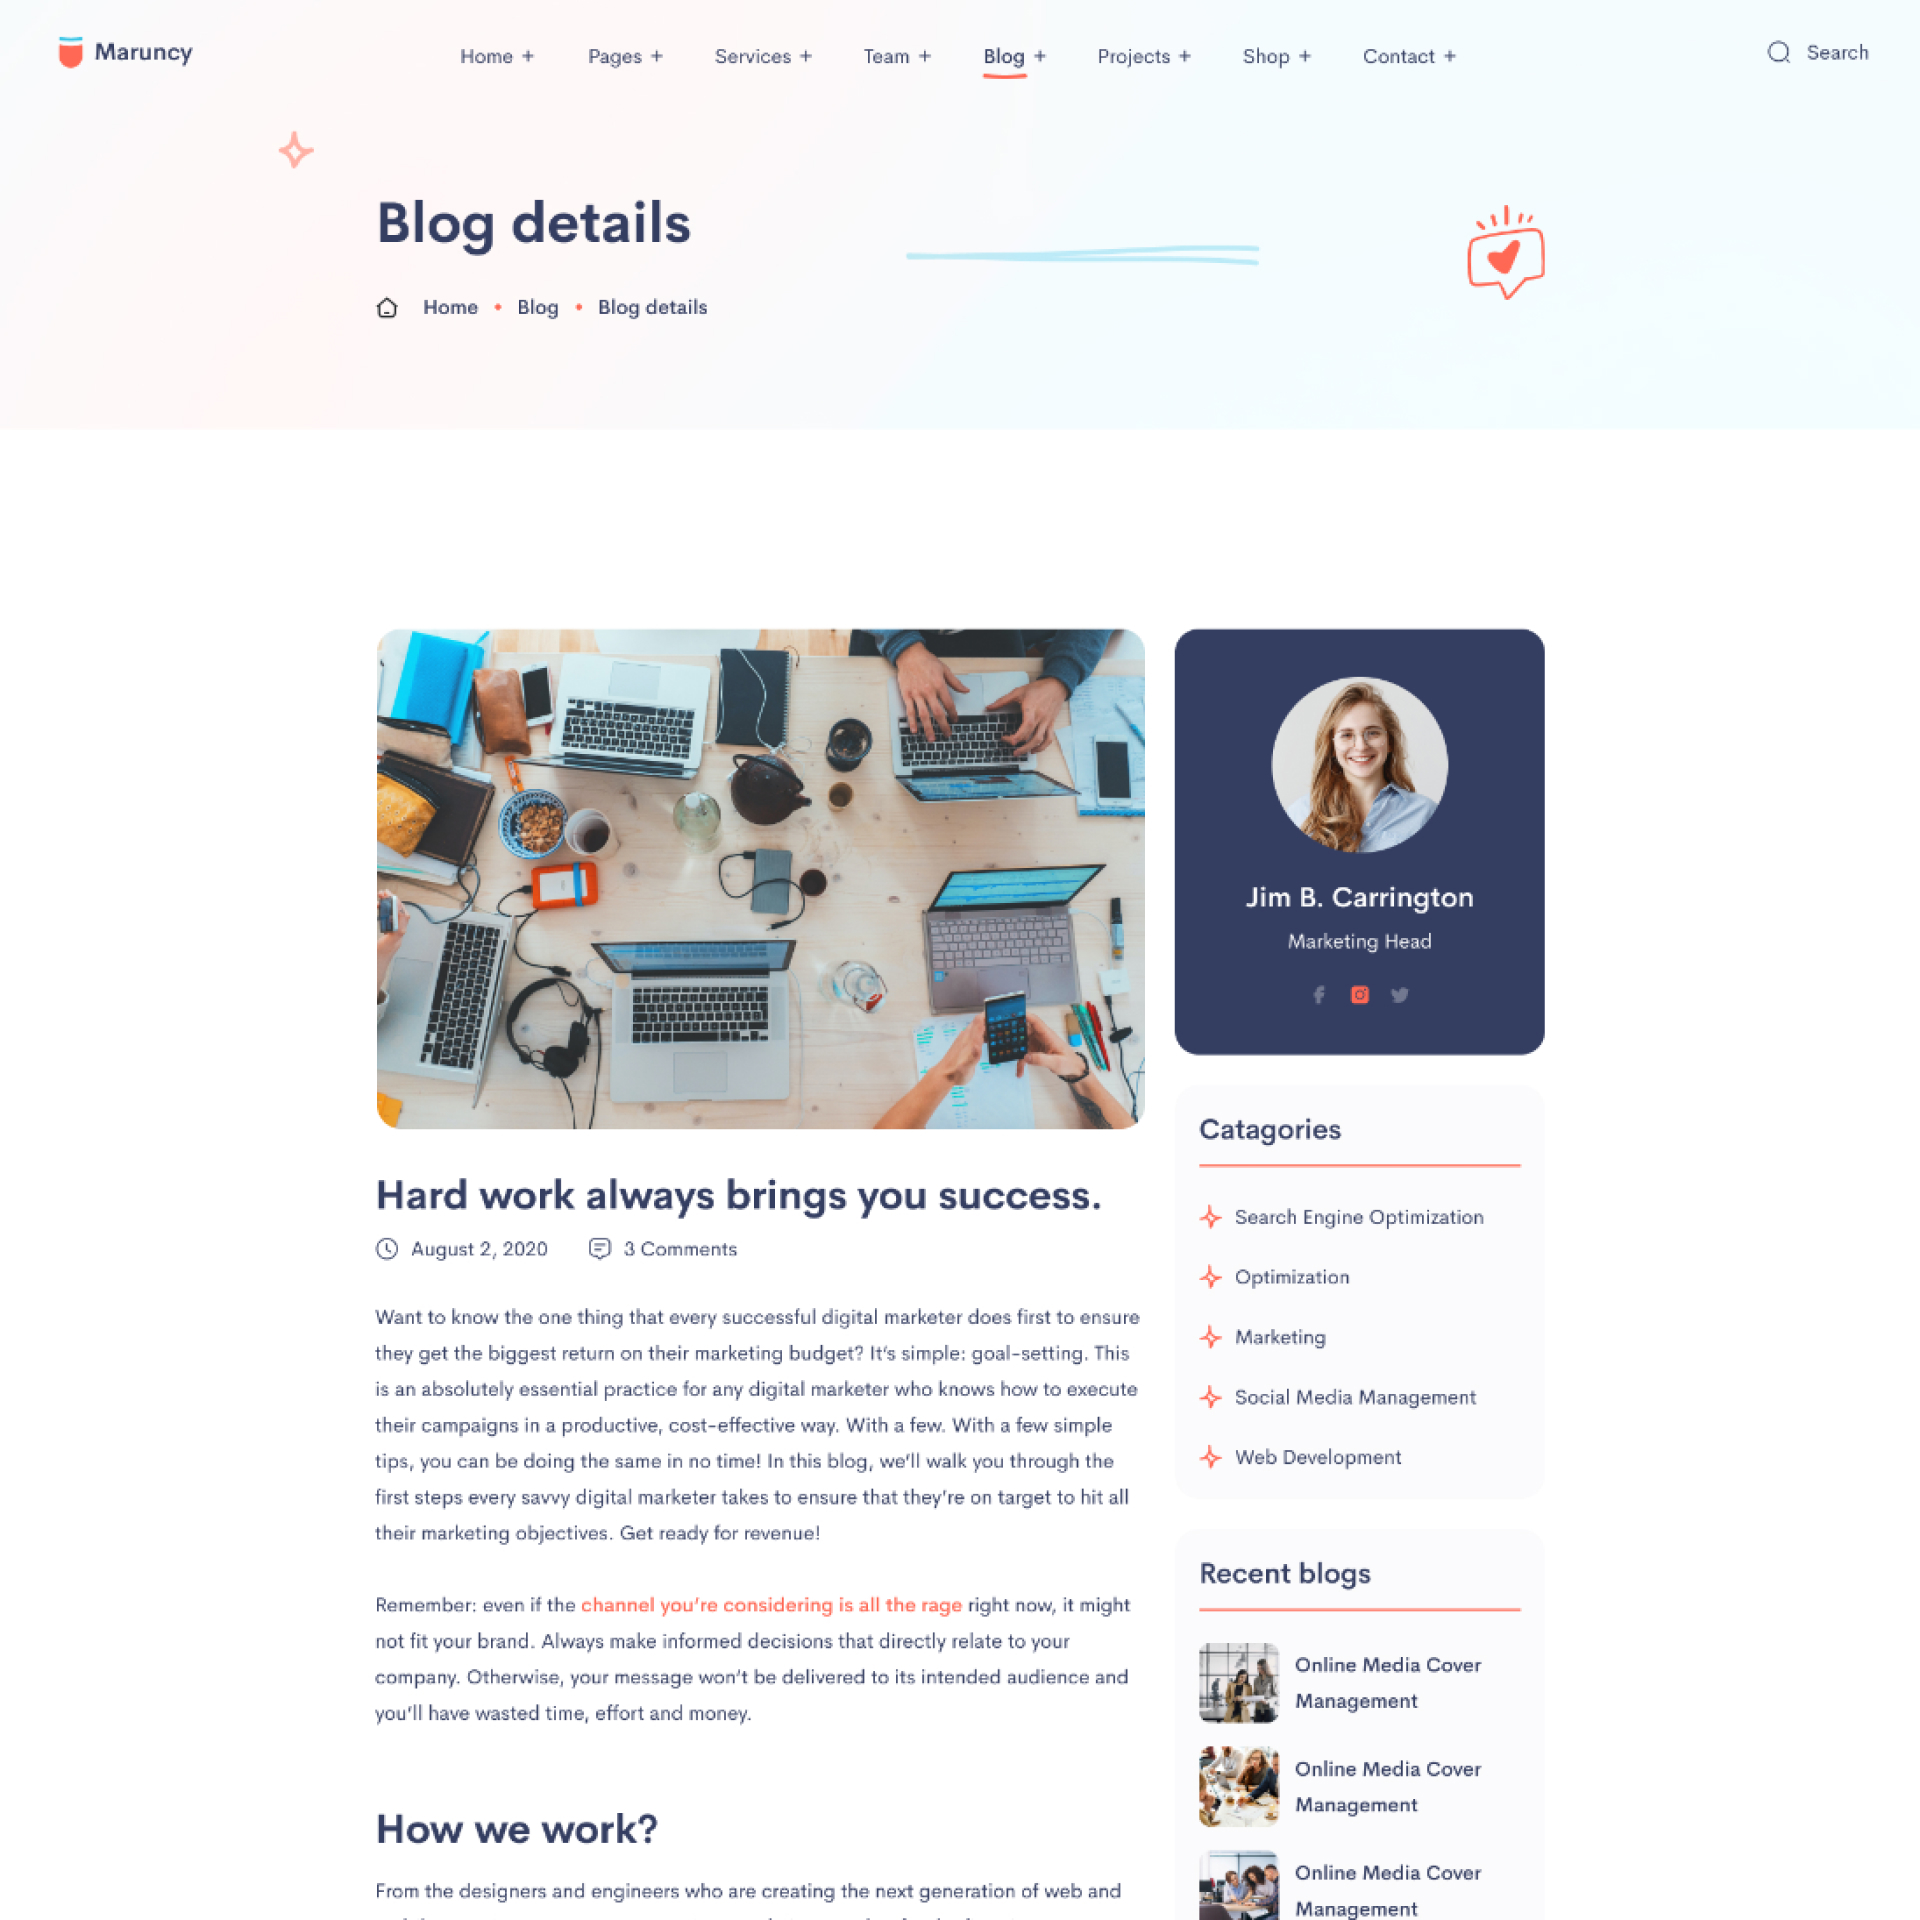 Maruncy
Home +
Pages +
Services +
Team +
Blog +
Projects +
Shop +
Contact +
Search
Blog details
Home • Blog • Blog details
Jim B. Carrington
Marketing Head
Hard work always brings you success.
August 2, 2020
3 Comments
Want to know the one thing that every successful digital marketer does first to ensure
they get the biggest return on their marketing budget? It's simple: goal-setting. This
is an absolutely essential practice for any digital marketer who knows how to execute
their campaigns in a productive, cost-effective way. With a few. With a few simple
tips, you can be doing the same in no time! In this blog, we'll walk you through the
first steps every savvy digital marketer takes to ensure that they're on target to hit all
their marketing objectives. Get ready for revenue!
Remember: even if the channel you're considering is all the rage right now, it might
not fit your brand. Always make informed decisions that directly relate to your
company. Otherwise, your message won't be delivered to its intended audience and
you'll have wasted time, effort and money.
How we work?
From the designers and engineers who are creating the next generation of web and
Catagories
Search Engine Optimization
Optimization
Marketing
Social Media Management
Web Development
Recent blogs
Online Media Cover
Management
Online Media Cover
Management
Online Media Cover
Management